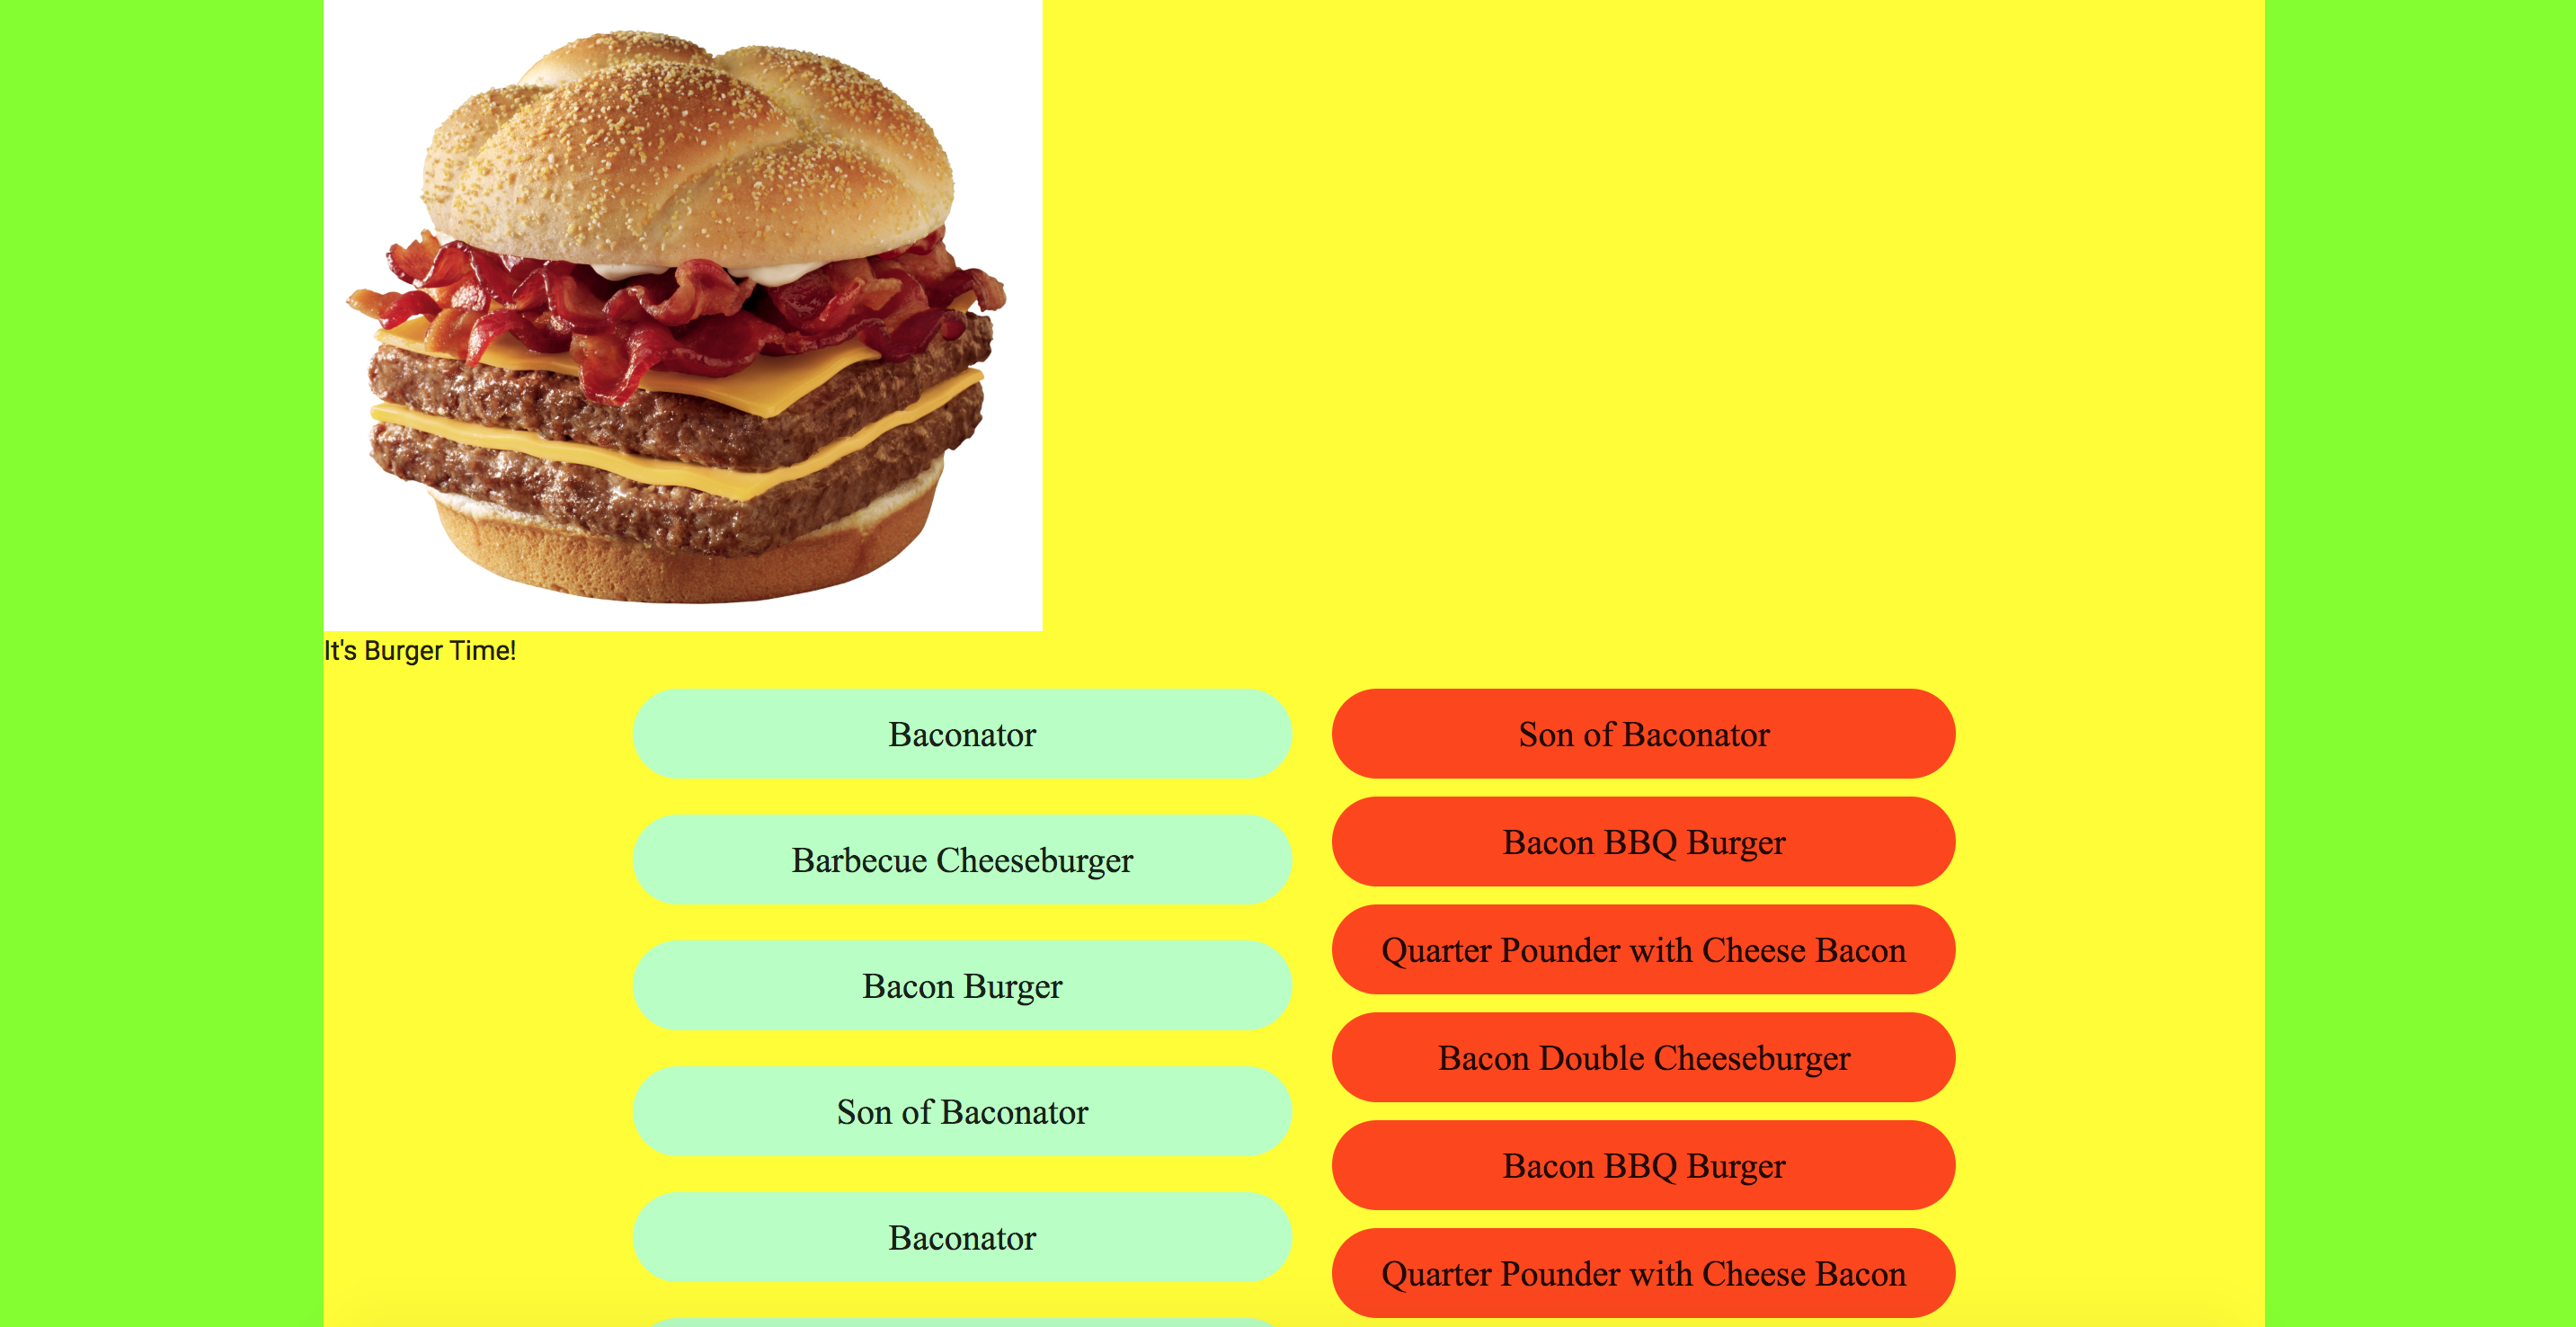 It's Burger Time!
Baconator
Barbecue Cheeseburger
Bacon Burger
Son of Baconator
Baconator
Son of Baconator
Bacon BBQ Burger
Quarter Pounder with Cheese Bacon
Bacon Double Cheeseburger
Bacon BBQ Burger
Quarter Pounder with Cheese Bacon